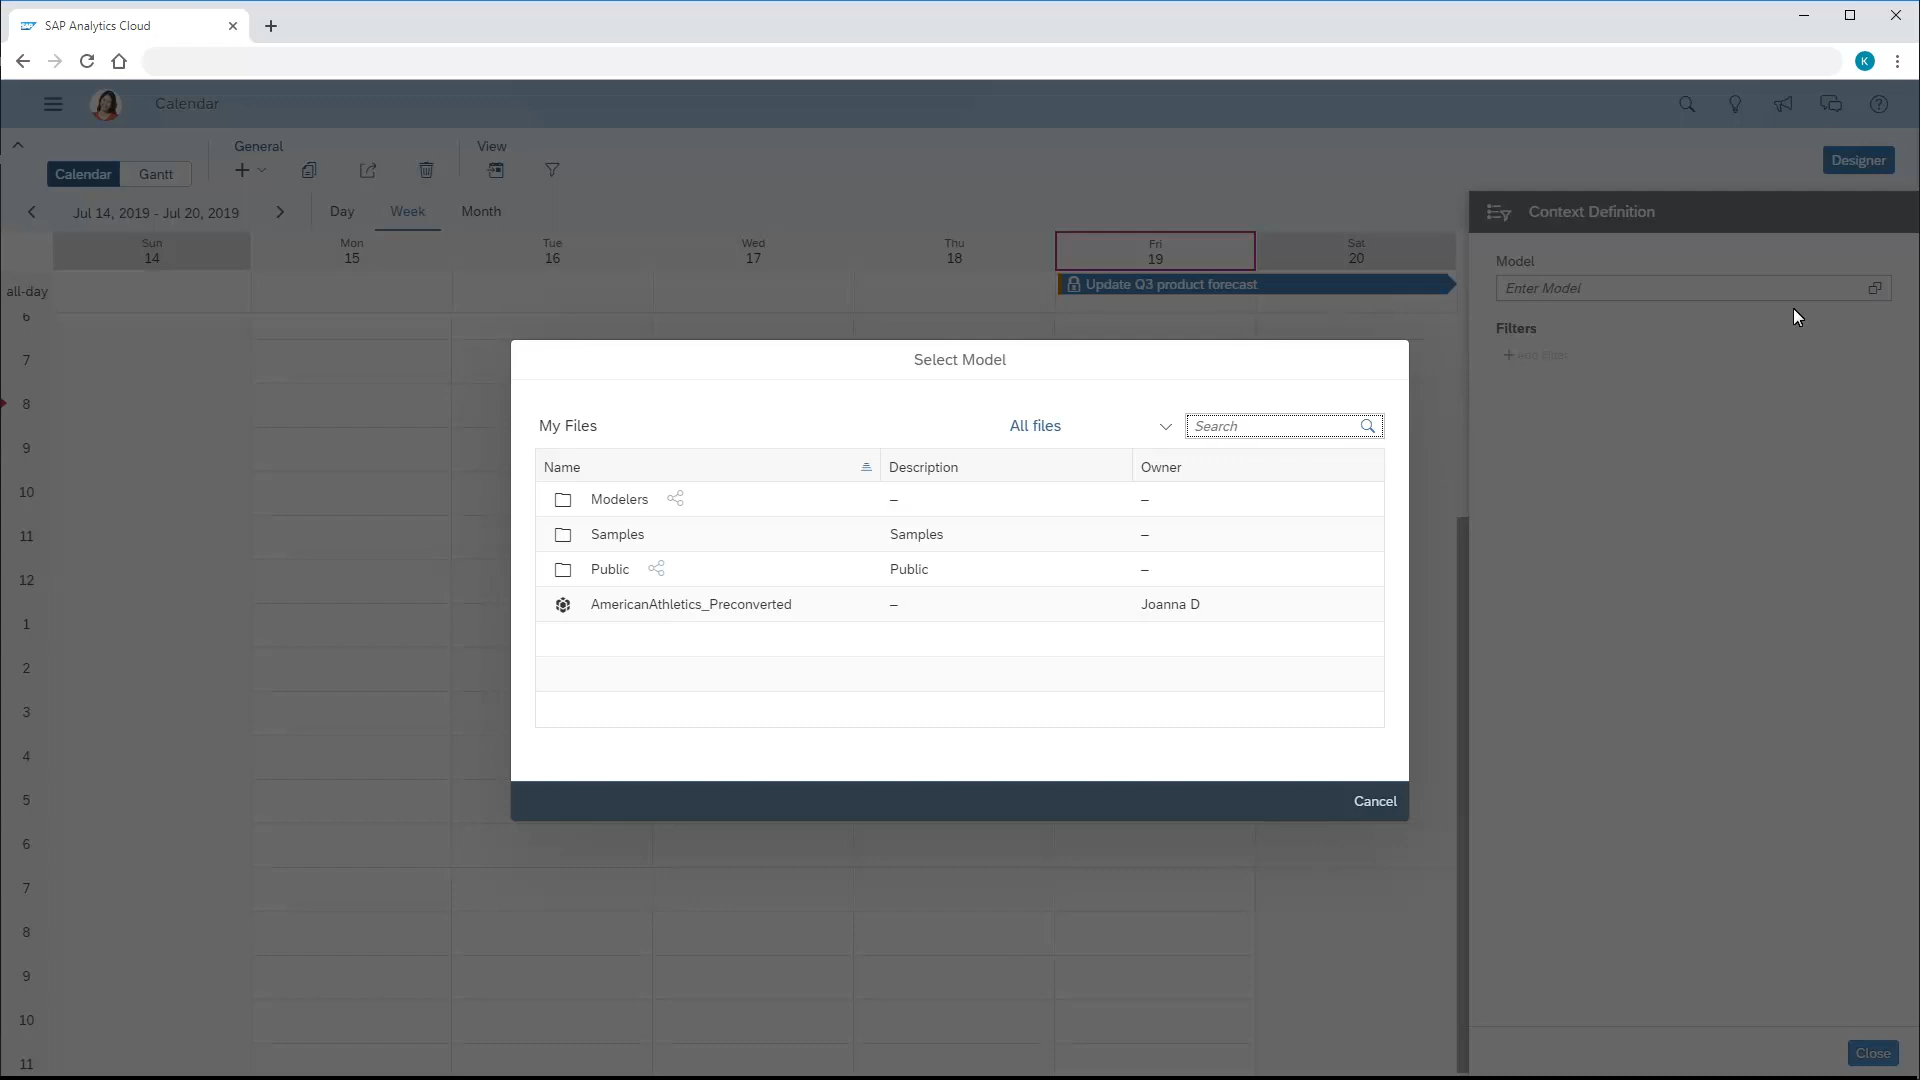 SAP Analytics Cloud
K
Calendar
General
View
Calendar
Gantt
Designer
Jul 14, 2019 - Jul 20, 2019
Day
Week
Month
Context Definition
Sun
14
Mon
15
Tue
16
Wed
17
Thu
18
Fri
19
Sat
20
Model
Enter Model
all-day
Update Q3 product forecast
Filters
Add filter
6
7
8
9
10
11
12
1
2
3
4
5
6
7
8
9
10
11
Select Model
My Files
All files
Search
Name
Description
Owner
Modelers
–
–
Samples
Samples
–
Public
Public
–
AmericanAthletics_Preconverted
–
Joanna D
Cancel
Close